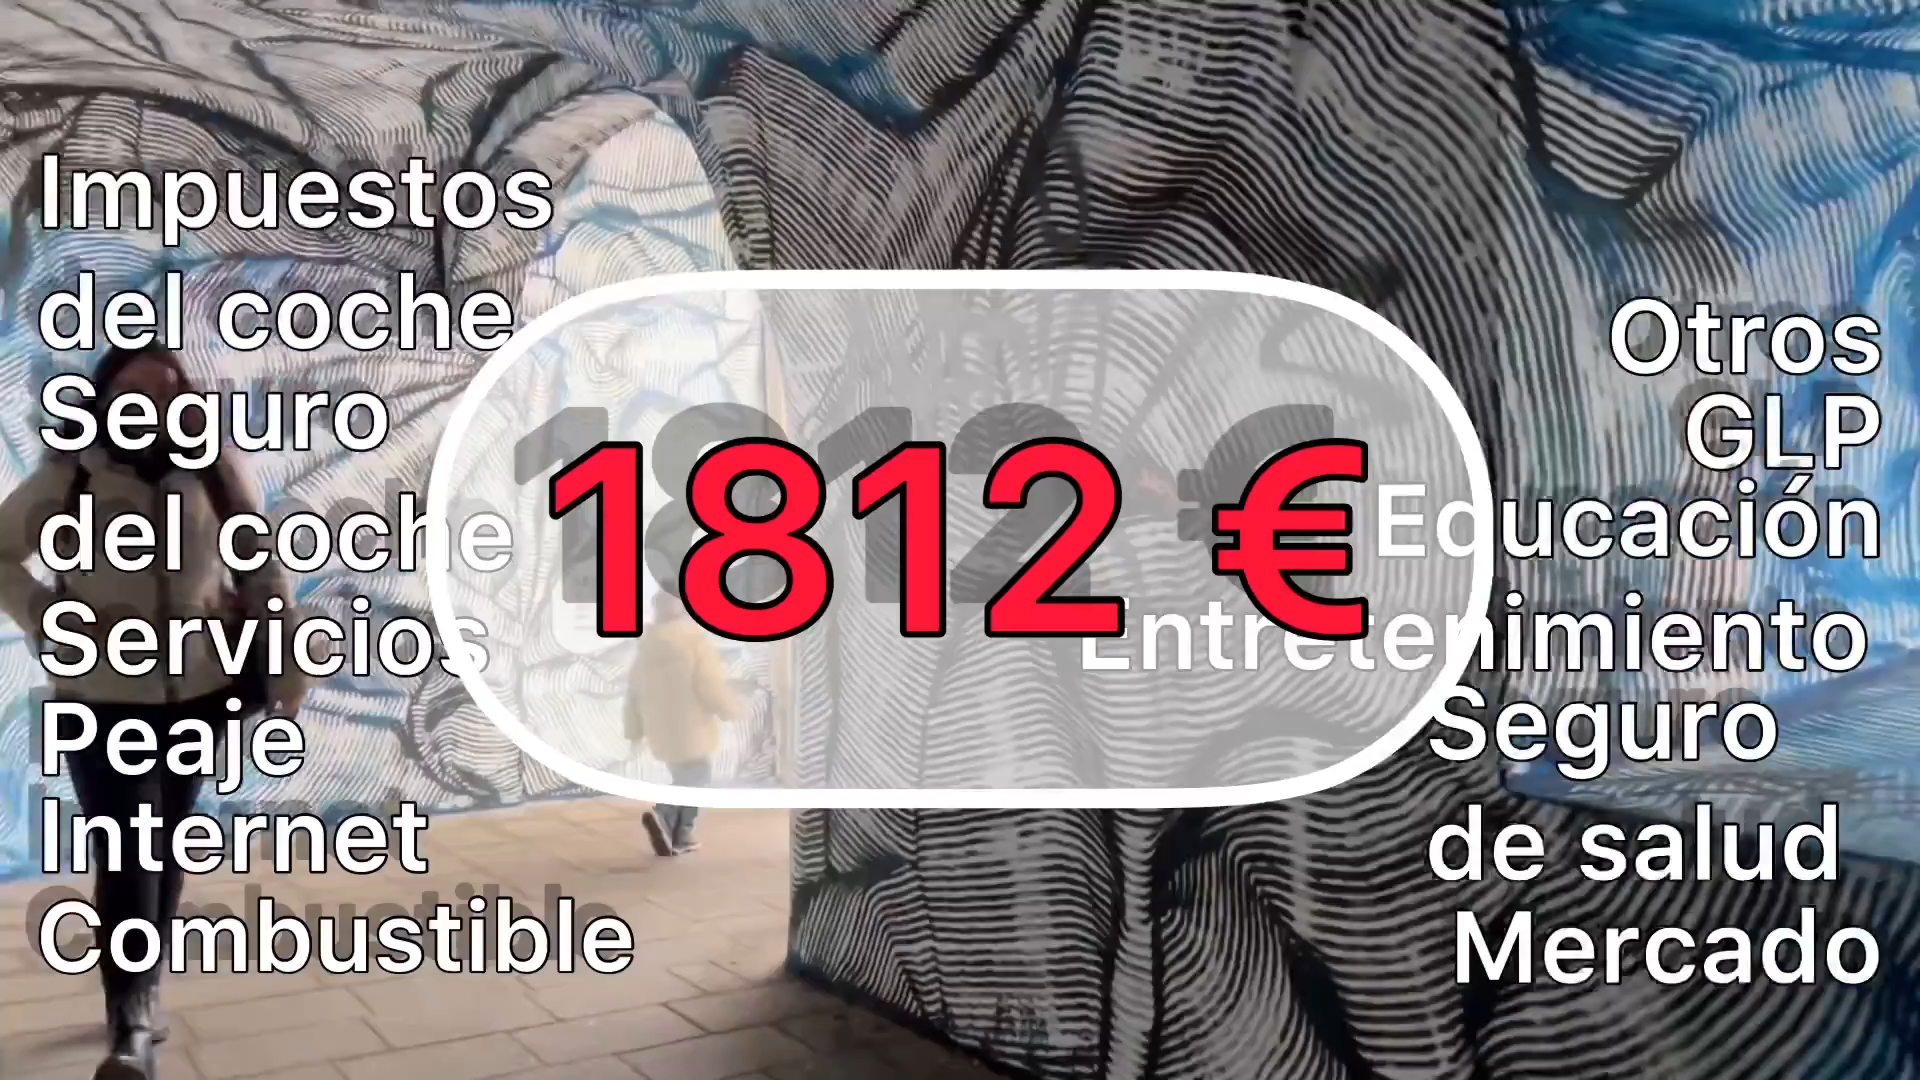 Impuestos
del coche
Seguro
del coche
Servicios
Peaje
Internet
Combustible
1812 €
Otros
GLP
Educación
Entretenimiento
Seguro
de salud
Mercado